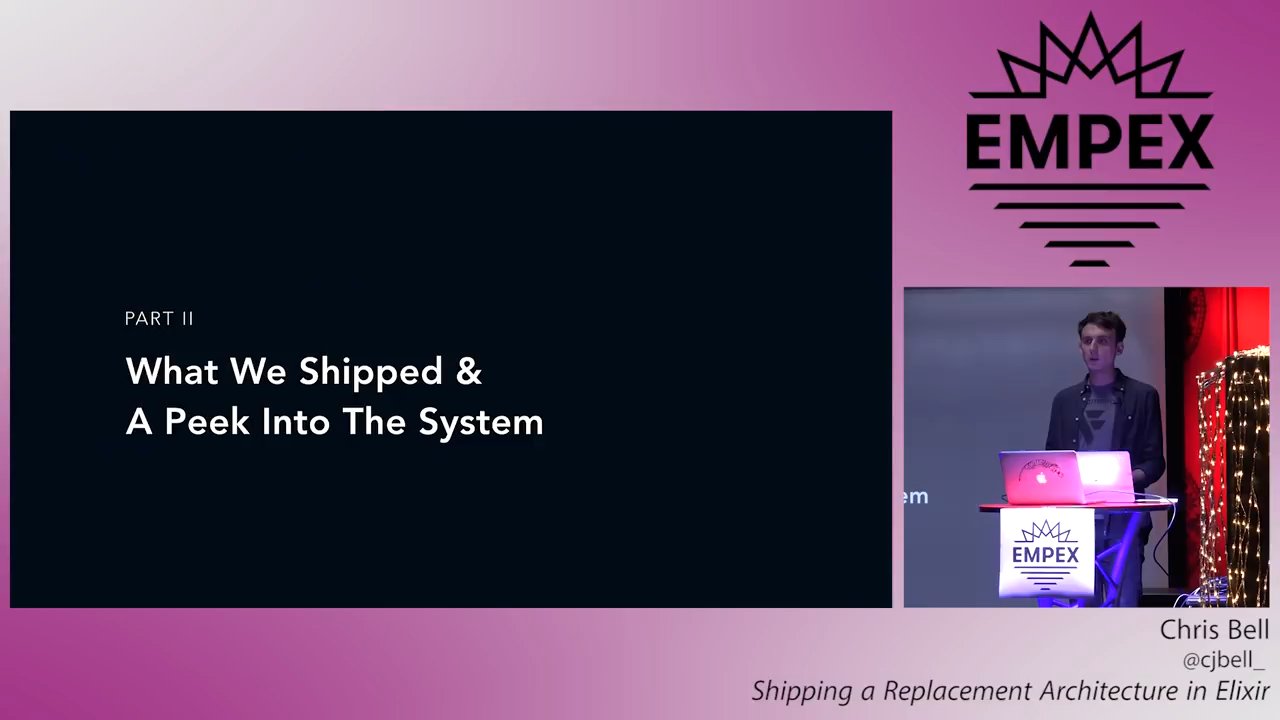 PART II
What We Shipped &
A Peek Into The System
EMPEX
em
EMPEX
Chris Bell
@cjbell_
Shipping a Replacement Architecture in Elixir